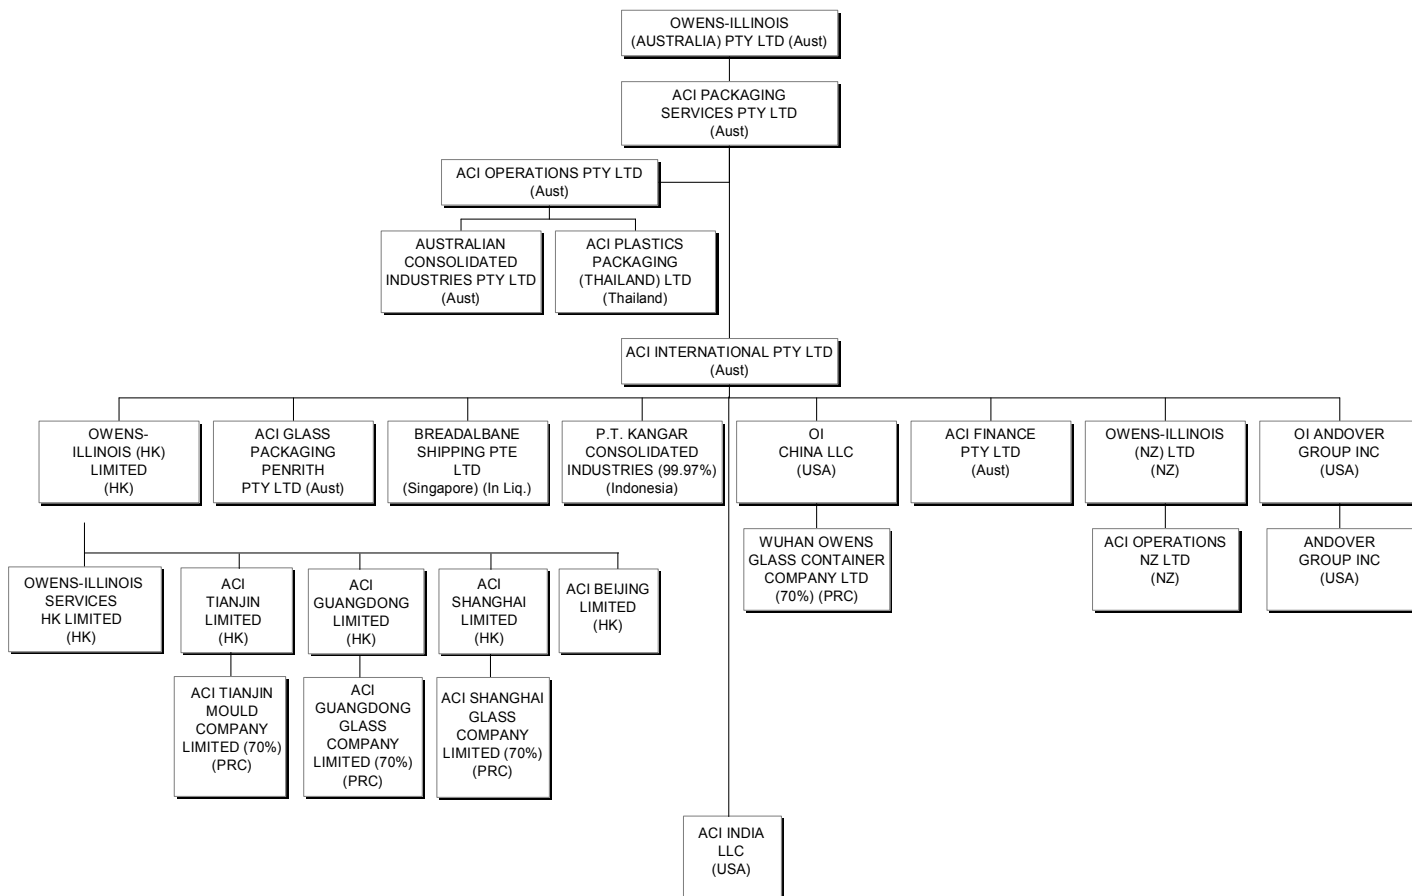 OWENS-ILLINOIS
(AUSTRALIA) PTY LTD (Aust)
ACI PACKAGING
SERVICES PTY LTD
(Aust)
ACI OPERATIONS PTY LTD
(Aust)
AUSTRALIAN
CONSOLIDATED
INDUSTRIES PTY LTD
(Aust)
ACI PLASTICS
PACKAGING
(THAILAND) LTD
(Thailand)
ACI INTERNATIONAL PTY LTD
(Aust)
OWENS-
ILLINOIS (HK)
LIMITED
(HK)
ACI GLASS
PACKAGING
PENRITH
PTY LTD (Aust)
BREADALBANE
SHIPPING PTE
LTD
(Singapore) (In Liq.)
P.T. KANGAR
CONSOLIDATED
INDUSTRIES (99.97%)
(Indonesia)
OI
CHINA LLC
(USA)
ACI FINANCE
PTY LTD
(Aust)
OWENS-ILLINOIS
(NZ) LTD
(NZ)
OI ANDOVER
GROUP INC
(USA)
WUHAN OWENS
GLASS CONTAINER
COMPANY LTD
(70%) (PRC)
ACI OPERATIONS
NZ LTD
(NZ)
ANDOVER
GROUP INC
(USA)
OWENS-ILLINOIS
SERVICES
HK LIMITED
(HK)
ACI
TIANJIN
LIMITED
(HK)
ACI
GUANGDONG
LIMITED
(HK)
ACI
SHANGHAI
LIMITED
(HK)
ACI BEIJING
LIMITED
(HK)
ACI TIANJIN
MOULD
COMPANY
LIMITED (70%)
(PRC)
ACI
GUANGDONG
GLASS
COMPANY
LIMITED (70%)
(PRC)
ACI SHANGHAI
GLASS
COMPANY
LIMITED (70%)
(PRC)
ACI INDIA
LLC
(USA)